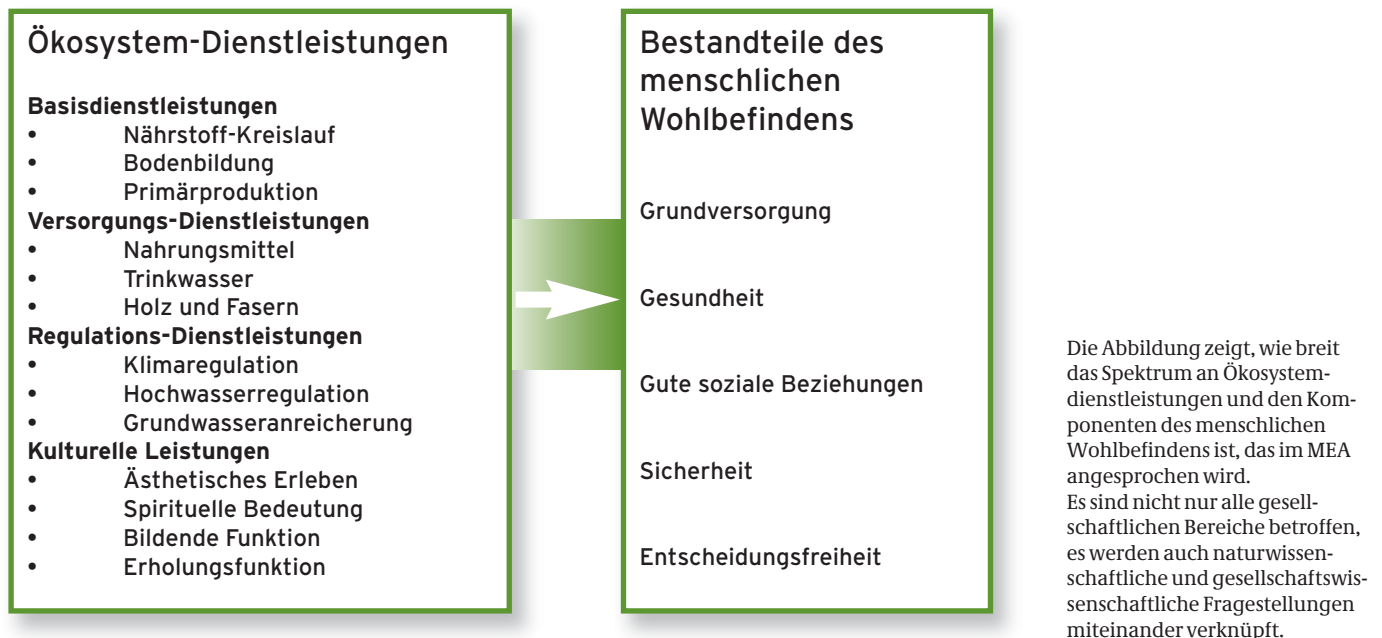 Ökosystem-Dienstleistungen
Basisdienstleistungen
• Nährstoff-Kreislauf
• Bodenbildung
• Primärproduktion
Versorgungs-Dienstleistungen
• Nahrungsmittel
• Trinkwasser
• Holz und Fasern
Regulations-Dienstleistungen
• Klimaregulation
• Hochwasserregulation
• Grundwasseranreicherung
Kulturelle Leistungen
• Ästhetisches Erleben
• Spirituelle Bedeutung
• Bildende Funktion
• Erholungsfunktion
Bestandteile des
menschlichen
Wohlbefindens
Grundversorgung
Gesundheit
Gute soziale Beziehungen
Sicherheit
Entscheidungsfreiheit
Die Abbildung zeigt, wie breit
das Spektrum an Ökosystem-
dienstleistungen und den Kom-
ponenten des menschlichen
Wohlbefindens ist, das im MEA
angesprochen wird.
Es sind nicht nur alle gesell-
schaftlichen Bereiche betroffen,
es werden auch naturwissen-
schaftliche und gesellschaftswis-
senschaftliche Fragestellungen
miteinander verknüpft.